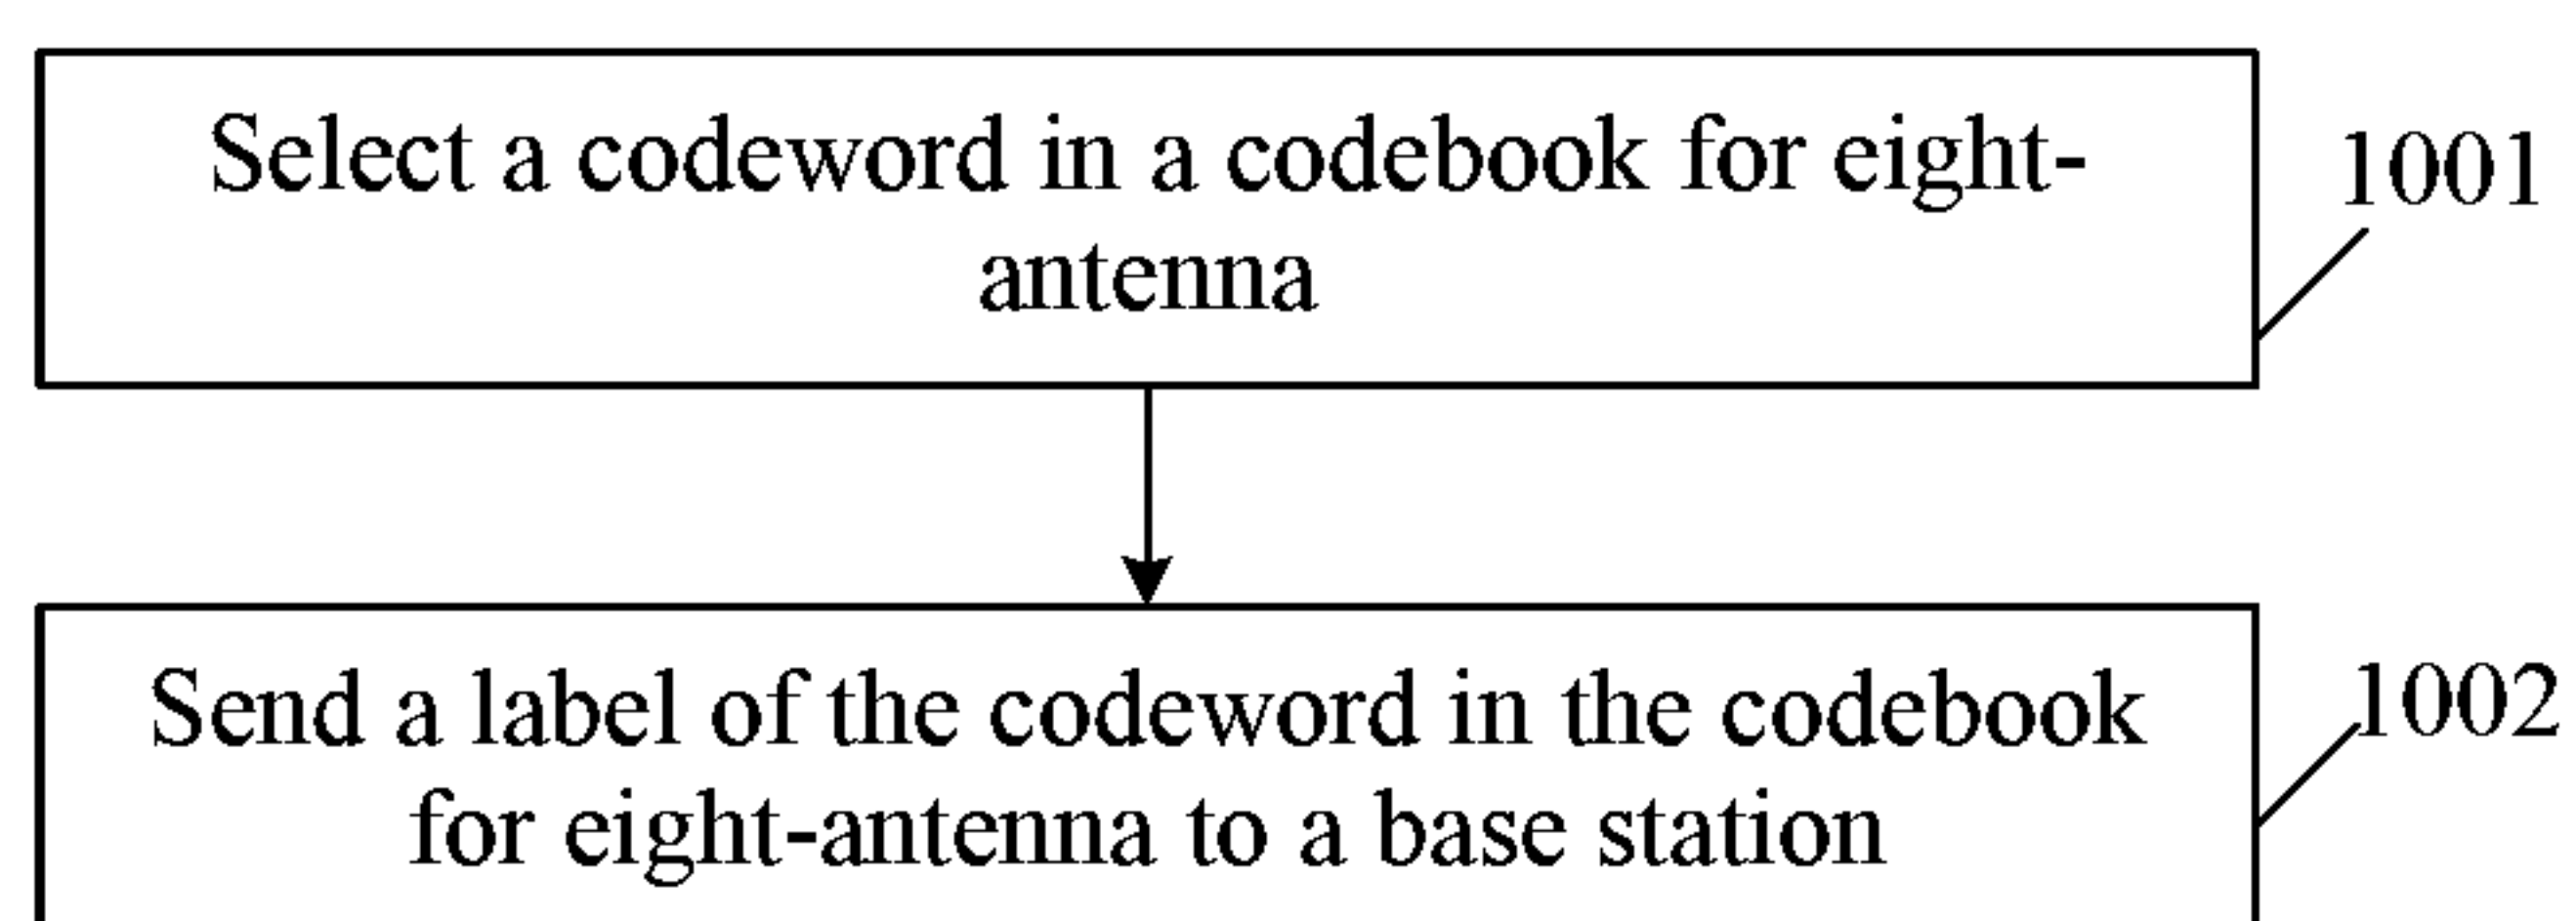 Select a codeword in a codebook for eight-
antenna
1001
Send a label of the codeword in the codebook
for eight-antenna to a base station
1002